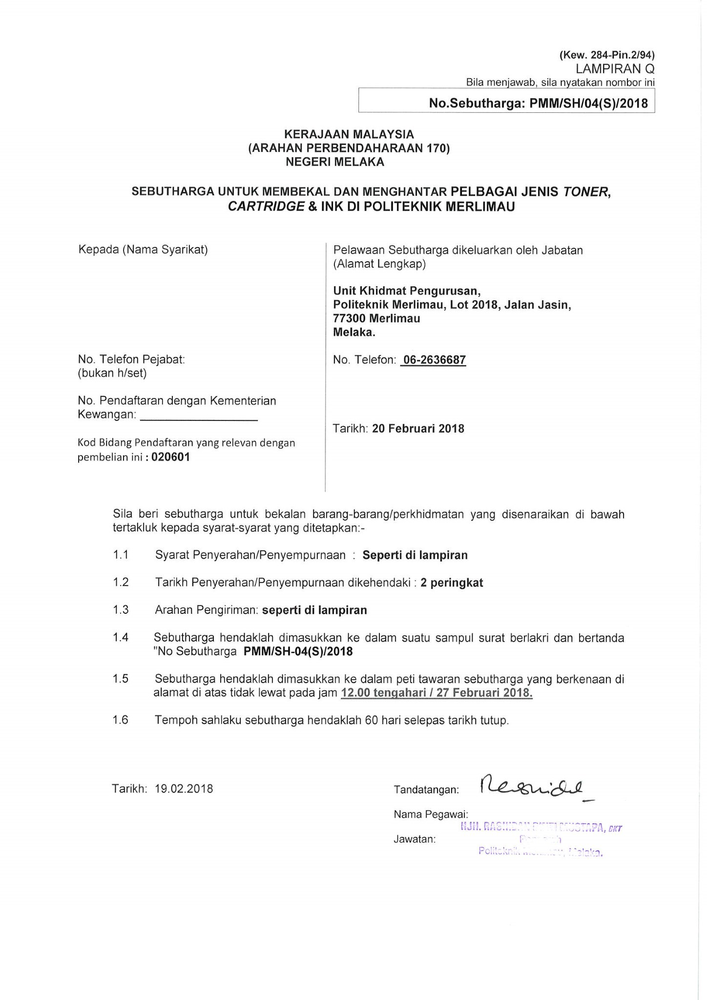 (Kew. 284-Pin.2/94)
LAMPIRAN Q
Bila menjawab, sila nyatakan nombor ini
No.Sebutharga: PMM/SH/04(S)/2018
KERAJAAN MALAYSIA
(ARAHAN PERBENDAHARAAN 170)
NEGERI MELAKA
SEBUTHARGA UNTUK MEMBEKAL DAN MENGHANTAR PELBAGAI JENIS TONER,
CARTRIDGE & INK DI POLITEKNIK MERLIMAU
Kepada (Nama Syarikat)
No. Telefon Pejabat:
(bukan h/set)
No. Pendaftaran dengan Kementerian
Kewangan:
Kod Bidang Pendaftaran yang relevan dengan
pembelian ini : 020601
Pelawaan Sebutharga dikeluarkan oleh Jabatan
(Alamat Lengkap)
Unit Khidmat Pengurusan,
Politeknik Merlimau, Lot 2018, Jalan Jasin,
77300 Merlimau
Melaka.
No. Telefon: 06-2636687
Tarikh: 20 Februari 2018
Sila beri sebutharga untuk bekalan barang-barang/perkhidmatan yang disenaraikan di bawah
tertakluk kepada syarat-syarat yang ditetapkan:-
1.1 Syarat Penyerahan/Penyempurnaan : Seperti di lampiran
1.2 Tarikh Penyerahan/Penyempurnaan dikehendaki : 2 peringkat
1.3 Arahan Pengiriman: seperti di lampiran
1.4 Sebutharga hendaklah dimasukkan ke dalam suatu sampul surat berlakri dan bertanda
"No Sebutharga PMM/SH-04(S)/2018
1.5 Sebutharga hendaklah dimasukkan ke dalam peti tawaran sebutharga yang berkenaan di
alamat di atas tidak lewat pada jam 12.00 tengahari / 27 Februari 2018.
1.6 Tempoh sahlaku sebutharga hendaklah 60 hari selepas tarikh tutup.
Tarikh: 19.02.2018
Tandatangan:
Nama Pegawai:
HJH. MUSTAPA, BKT
Jawatan:
Politeknik Melaka.